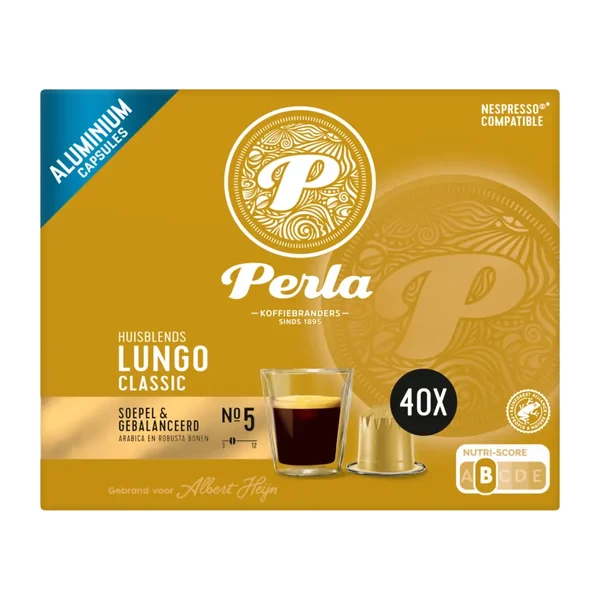 ALUMINIUM
CAPSULES
NESPRESSO®*
COMPATIBLE
P
P
Perla
KOFFIEBRANDERS
SINDS 1895
HUISBLENDS
LUNGO
CLASSIC
SOEPEL &
GEBALANCEERD
ARABICA EN ROBUSTA BONEN
Nº5
12
40X
NUTRI-SCORE
A B C D E
Gebrand voor Albert Heijn